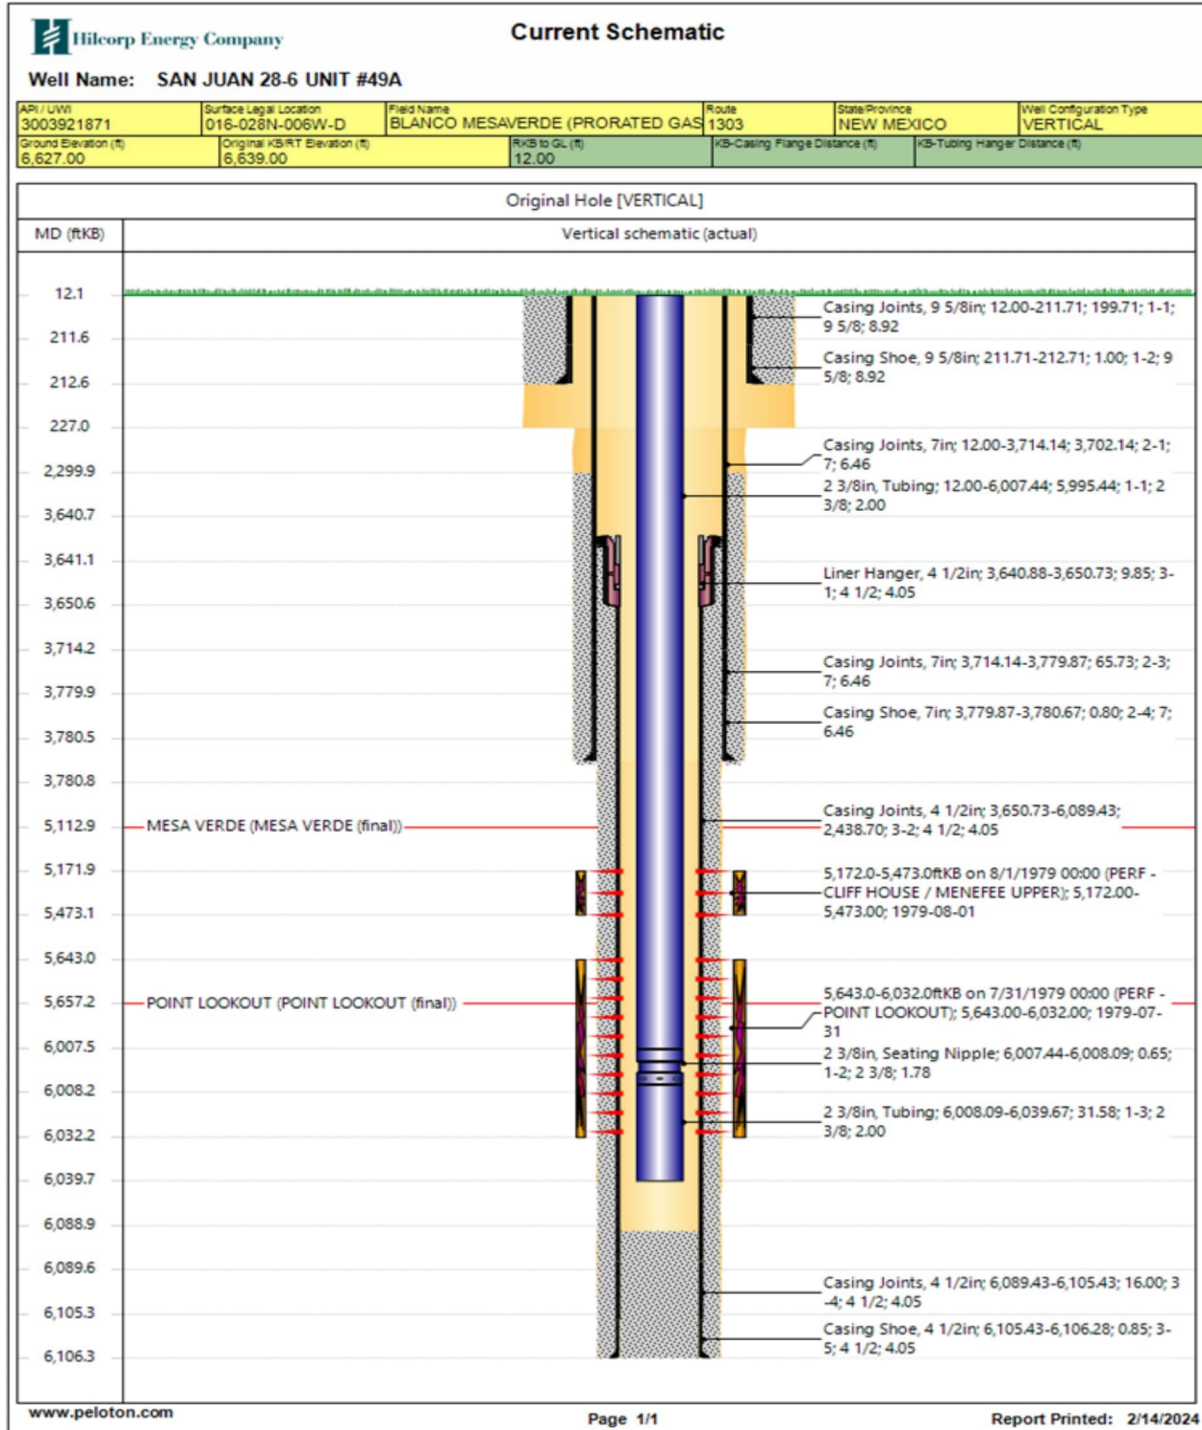 Hilcorp Energy Company
Current Schematic
Well Name: SAN JUAN 28-6 UNIT #49A
API / UWI
3003921871
Surface Legal Location
016-028N-006W-D
Field Name
BLANCO MESAVERDE (PRORATED GAS
Route
1303
State/Province
NEW MEXICO
Well Configuration Type
VERTICAL
Ground Elevation (ft)
6,627.00
Original KB/RT Elevation (ft)
6,639.00
RKB to GL (ft)
12.00
KB-Casing Flange Distance (ft)
KB-Tubing Hanger Distance (ft)
Original Hole [VERTICAL]
MD (ftKB)
Vertical schematic (actual)
12.1
Casing Joints, 9 5/8in; 12.00-211.71; 199.71; 1-1;
9 5/8; 8.92
211.6
Casing Shoe, 9 5/8in; 211.71-212.71; 1.00; 1-2; 9
5/8; 8.92
212.6
227.0
Casing Joints, 7in; 12.00-3,714.14; 3,702.14; 2-1;
7; 6.46
2,299.9
2 3/8in, Tubing; 12.00-6,007.44; 5,995.44; 1-1; 2
3/8; 2.00
3,640.7
3,641.1
Liner Hanger, 4 1/2in; 3,640.88-3,650.73; 9.85; 3-
1; 4 1/2; 4.05
3,650.6
3,714.2
Casing Joints, 7in; 3,714.14-3,779.87; 65.73; 2-3;
7; 6.46
3,779.9
Casing Shoe, 7in; 3,779.87-3,780.67; 0.80; 2-4; 7;
6.46
3,780.5
3,780.8
Casing Joints, 4 1/2in; 3,650.73-6,089.43;
2,438.70; 3-2; 4 1/2; 4.05
5,112.9
MESA VERDE (MESA VERDE (final))
5,171.9
5,172.0-5,473.0ftKB on 8/1/1979 00:00 (PERF -
CLIFF HOUSE / MENEFEE UPPER); 5,172.00-
5,473.00; 1979-08-01
5,473.1
5,643.0
5,657.2
POINT LOOKOUT (POINT LOOKOUT (final))
5,643.0-6,032.0ftKB on 7/31/1979 00:00 (PERF -
POINT LOOKOUT); 5,643.00-6,032.00; 1979-07-
31
6,007.5
2 3/8in, Seating Nipple; 6,007.44-6,008.09; 0.65;
1-2; 2 3/8; 1.78
6,008.2
2 3/8in, Tubing; 6,008.09-6,039.67; 31.58; 1-3; 2
3/8; 2.00
6,032.2
6,039.7
6,088.9
6,089.6
Casing Joints, 4 1/2in; 6,089.43-6,105.43; 16.00; 3
-4; 4 1/2; 4.05
6,105.3
Casing Shoe, 4 1/2in; 6,105.43-6,106.28; 0.85; 3-
5; 4 1/2; 4.05
6,106.3
www.peloton.com
Page 1/1
Report Printed: 2/14/2024